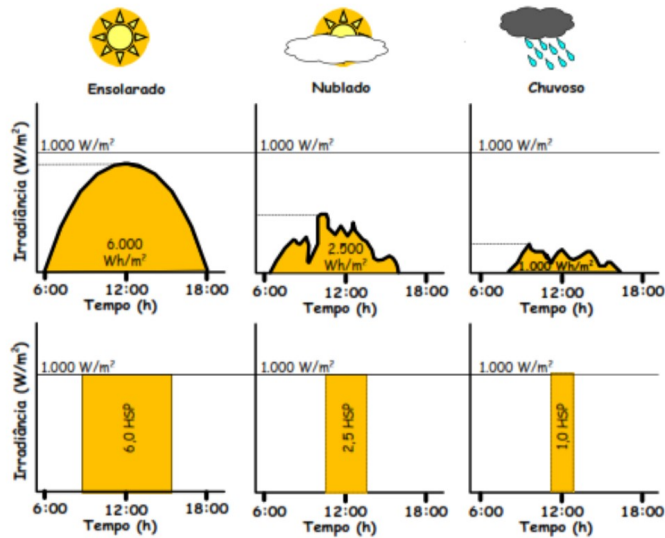 Ensolarado Nublado Chuvoso
Irradiância (W/m²)
1.000 W/m² 1.000 W/m² 1.000 W/m²
6.000
Wh/m²
2.500
Wh/m²
1.000 Wh/m²
6:00 18:00 6:00 12:00 18:00 6:00 12:00 18:00
12:00
Tempo (h) Tempo (h) Tempo (h)
Irradiância (W/m²)
1.000 W/m² 1.000 W/m² 1.000 W/m²
6,0 HSP 2,5 HSP 1,0 HSP
6:00 12:00 18:00 6:00 12:00 18:00 6:00 12:00 18:00
Tempo (h) Tempo (h) Tempo (h)